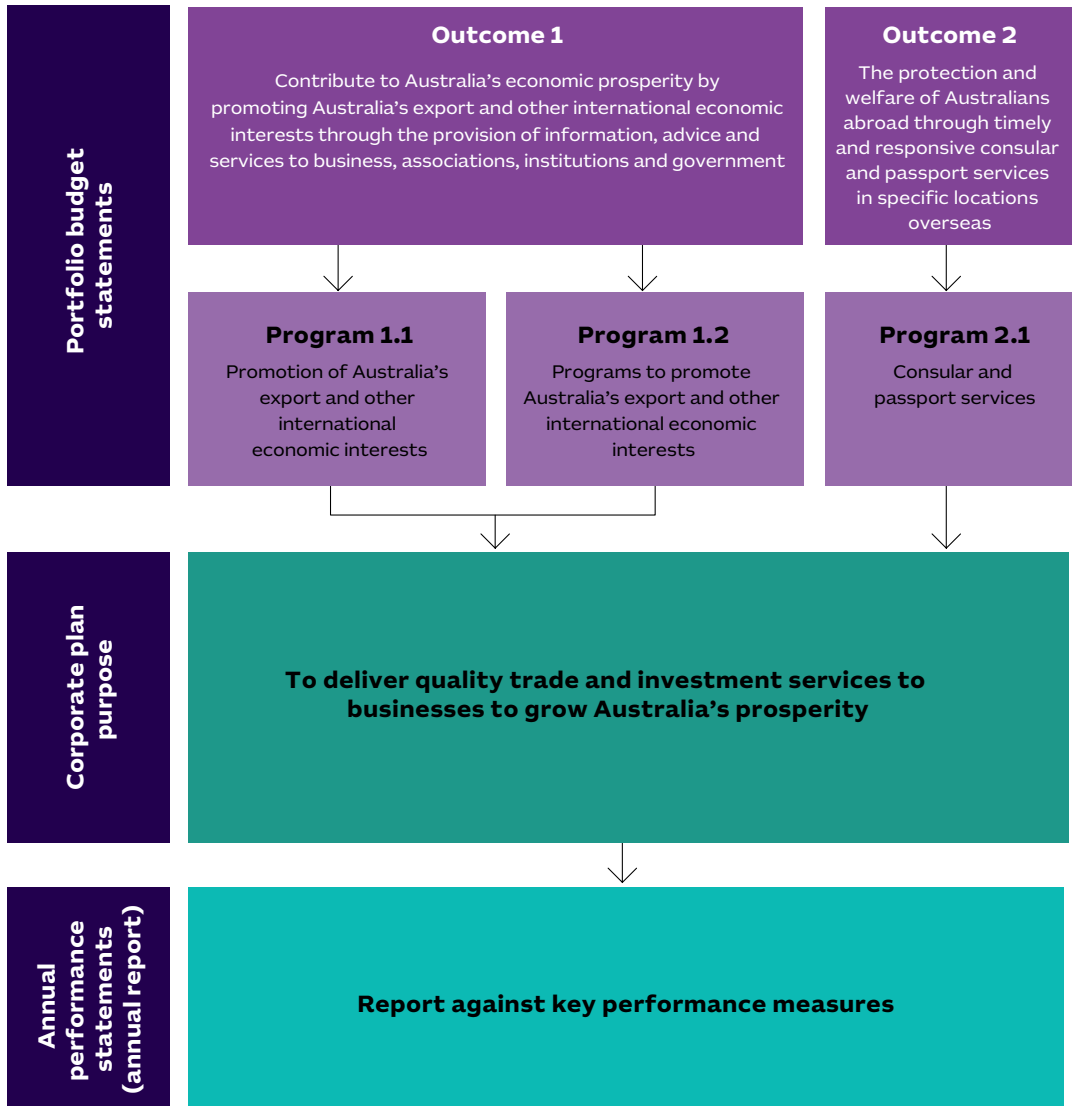 Portfolio budget
statements
Outcome 1
Contribute to Australia’s economic prosperity by
promoting Australia’s export and other international economic
interests through the provision of information, advice and
services to business, associations, institutions and government
Outcome 2
The protection and
welfare of Australians
abroad through timely
and responsive consular
and passport services
in specific locations
overseas
Program 1.1
Promotion of Australia’s
export and other
international
economic interests
Program 1.2
Programs to promote
Australia’s export and other
international economic
interests
Program 2.1
Consular and
passport services
Corporate plan
purpose
To deliver quality trade and investment services to
businesses to grow Australia’s prosperity
Annual
performance
statements
(annual report)
Report against key performance measures